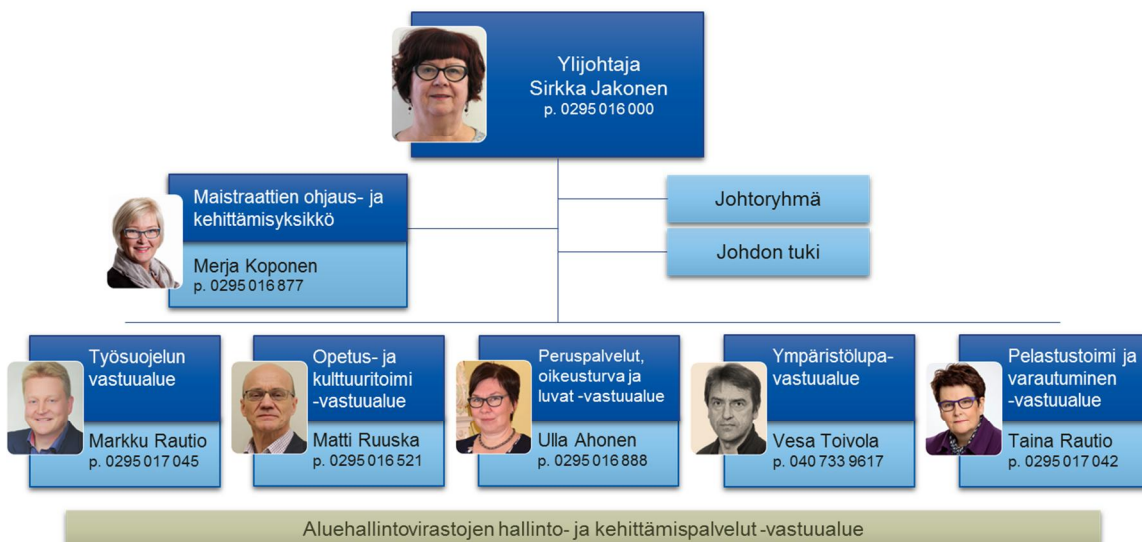 Ylijohtaja
Sirkka Jakonen
p. 0295 016 000
Maistraattien ohjaus- ja
kehittämisyksikkö
Merja Koponen
p. 0295 016 877
Johtoryhmä
Johdon tuki
Työsuojelun
vastuualue
Markku Rautio
p. 0295 017 045
Opetus- ja
kulttuuritoimi
-vastuualue
Matti Ruuska
p. 0295 016 521
Peruspalvelut,
oikeusturva ja
luvat -vastuualue
Ulla Ahonen
p. 0295 016 888
Ympäristölupa-
vastuualue
Vesa Toivola
p. 040 733 9617
Pelastustoimi ja
varautuminen
-vastuualue
Taina Rautio
p. 0295 017 042
Aluehallintovirastojen hallinto- ja kehittämispalvelut -vastuualue